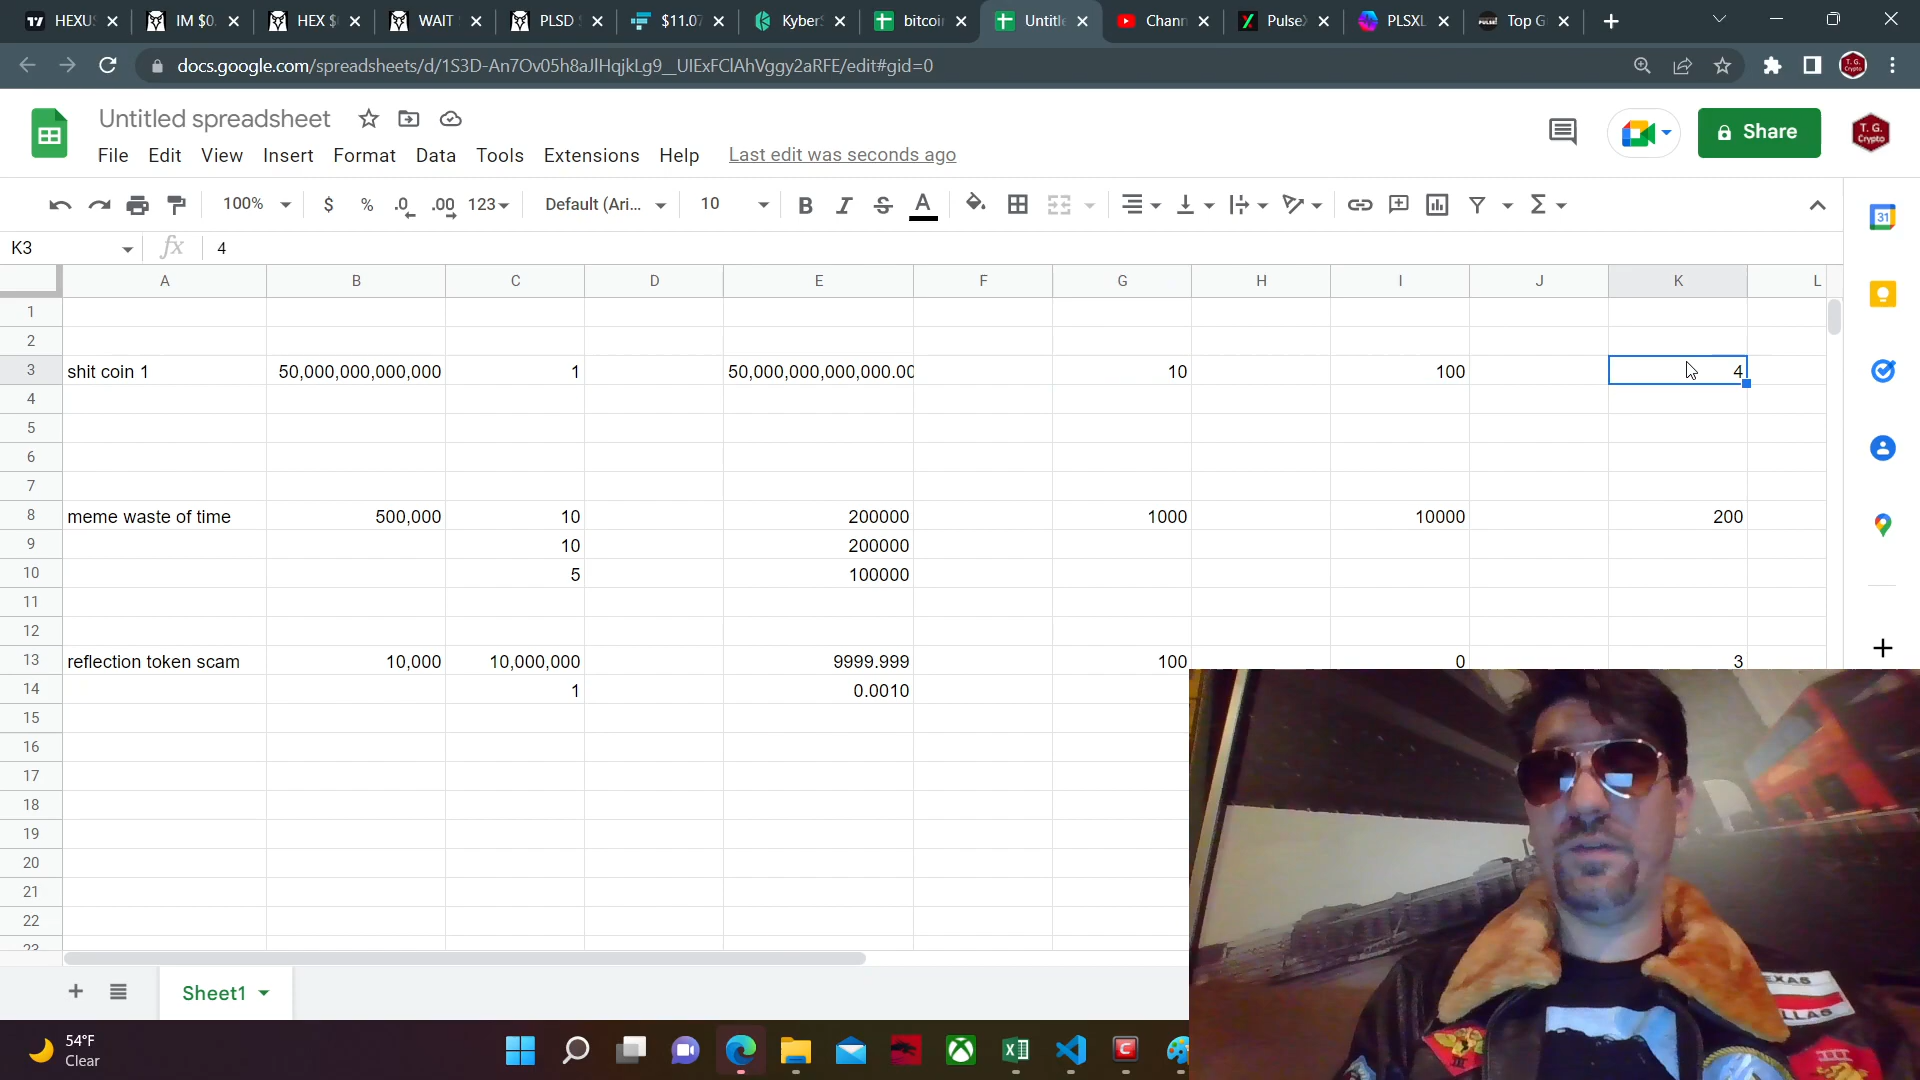 HEXU IM $0. HEX $ WAIT PLSD $11.07 Kyber bitcoi Untitle Chann Pulse PLSXL Top G
docs.google.com/spreadsheets/d/1S3D-An7Ov05h8aJlHqjkLg9__UIExFClAhVggy2aRFE/edit#gid=0
Untitled spreadsheet
File Edit View Insert Format Data Tools Extensions Help Last edit was seconds ago
Share
T. G. Crypto
100% $ % .0 .00 123 Default (Ari... 10 B I S A
31
K3 fx 4
A B C D E F G H I J K L
1
2
3 shit coin 1 50,000,000,000,000 1 50,000,000,000,000.00 10 100 4
4
5
6
7
8 meme waste of time 500,000 10 200000 1000 10000 200
9 10 200000
10 5 100000
11
12
13 reflection token scam 10,000 10,000,000 9999.999 100 0 3
14 1 0.0010
15
16
17
18
19
20
21
22
23
Sheet1
54°F
Clear